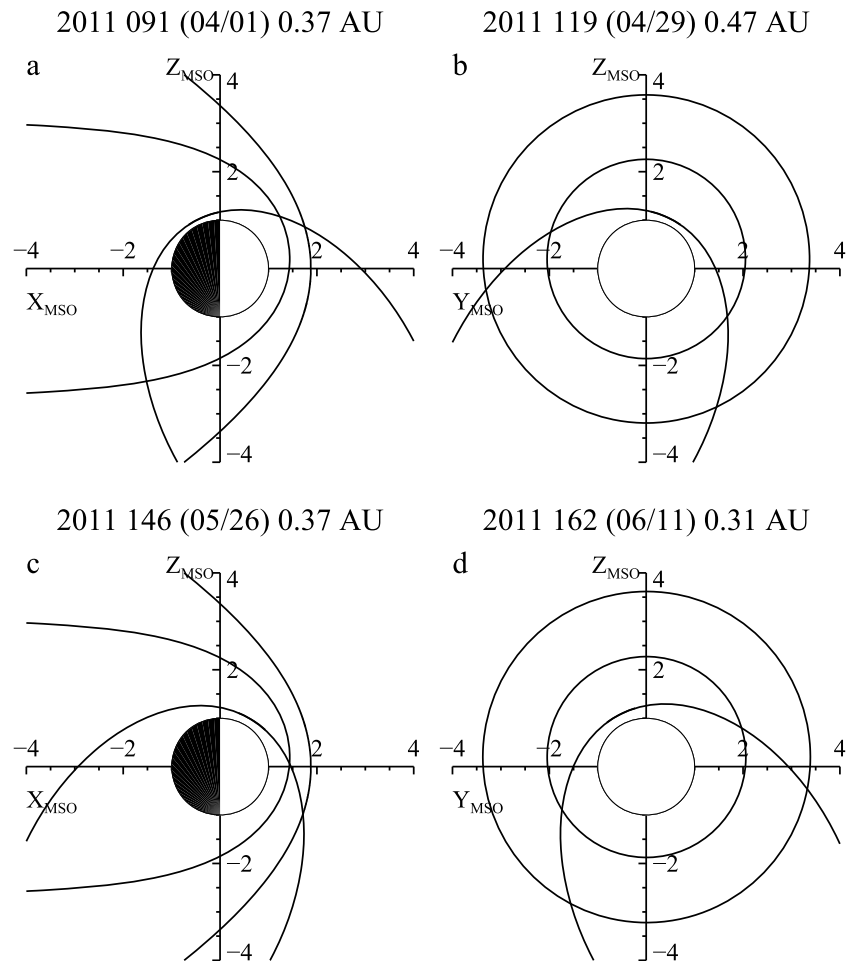 2011 091 (04/01) 0.37 AU
2011 119 (04/29) 0.47 AU
a
Z_MSO
4
2
−4
−2
2
4
X_MSO
−2
−4
b
Z_MSO
4
2
−4
−2
2
4
Y_MSO
−2
−4
2011 146 (05/26) 0.37 AU
2011 162 (06/11) 0.31 AU
c
Z_MSO
4
2
−4
−2
2
4
X_MSO
−2
−4
d
Z_MSO
4
2
−4
−2
2
4
Y_MSO
−2
−4